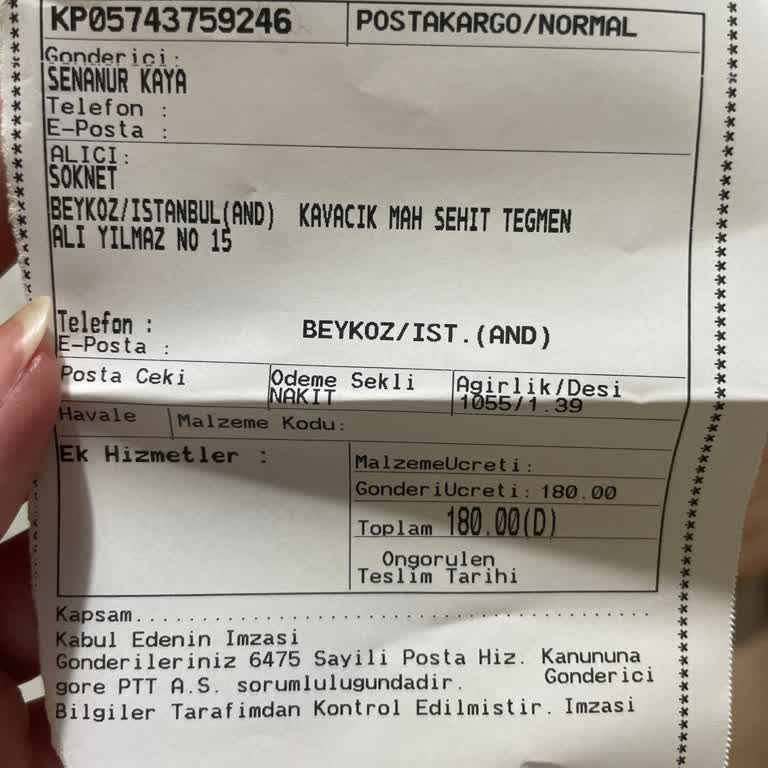 KP05743759246 POSTAKARGO/NORMAL
Gonderici:
SENANUR KAYA
Telefon :
E-Posta :
ALICI:
SOKNET
BEYKOZ/ISTANBUL(AND) KAVACIK MAH SEHIT TEGMEN
ALI YILMAZ NO 15
Telefon :
BEYKOZ/IST.(AND)
E-Posta :
Posta Ceki Odeme Sekli Agirlik/Desi
NAKIT 1055/1.39
Havale Malzeme Kodu:
Ek Hizmetler : MalzemeUcreti:
GonderiUcreti: 180.00
Toplam 180.00(D)
Ongorulen
Teslim Tarihi
Kapsam..........................................
Kabul Edenin Imzasi
Gonderileriniz 6475 Sayili Posta Hiz. Kanununa
gore PTT A.S. sorumlulugundadir. Gonderici
Bilgiler Tarafimdan Kontrol Edilmistir. Imzasi